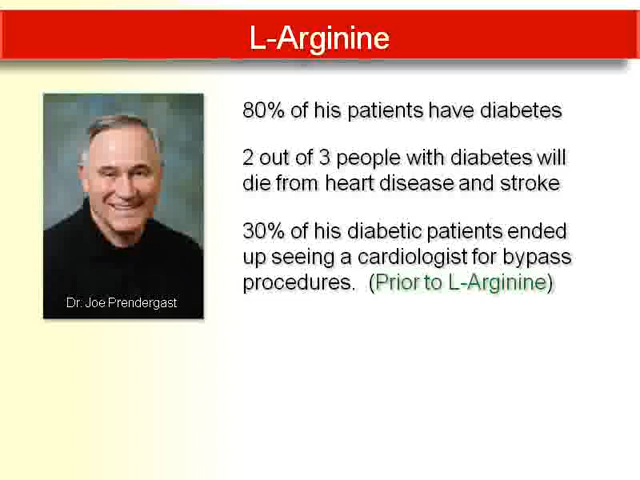 L-Arginine
80% of his patients have diabetes
2 out of 3 people with diabetes will
die from heart disease and stroke
30% of his diabetic patients ended
up seeing a cardiologist for bypass
procedures. (Prior to L-Arginine)
Dr. Joe Prendergast